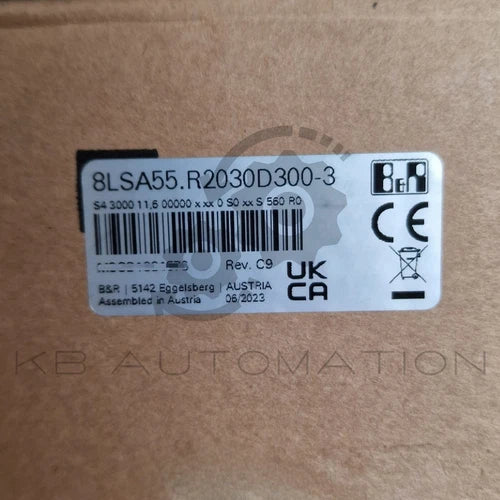 8LSA55.R2030D300-3
B&R
S4 3000 11,6 00000 x xx 0 S0 xx S 560 R0
CE
Rev. C9
UK
CA
B&R | 5142 Eggelsberg | AUSTRIA
Assembled in Austria 06/2023
KB AUTOMATION